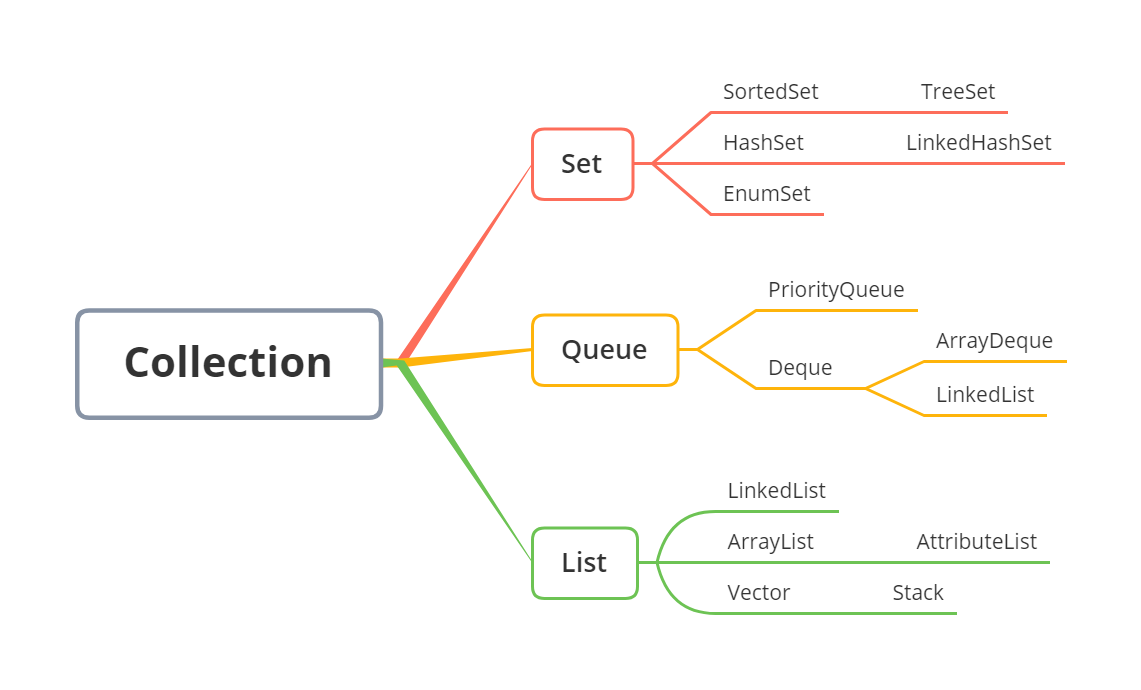 Collection
Set
SortedSet TreeSet
HashSet LinkedHashSet
EnumSet
Queue
PriorityQueue
Deque
ArrayDeque
LinkedList
List
LinkedList
ArrayList AttributeList
Vector Stack